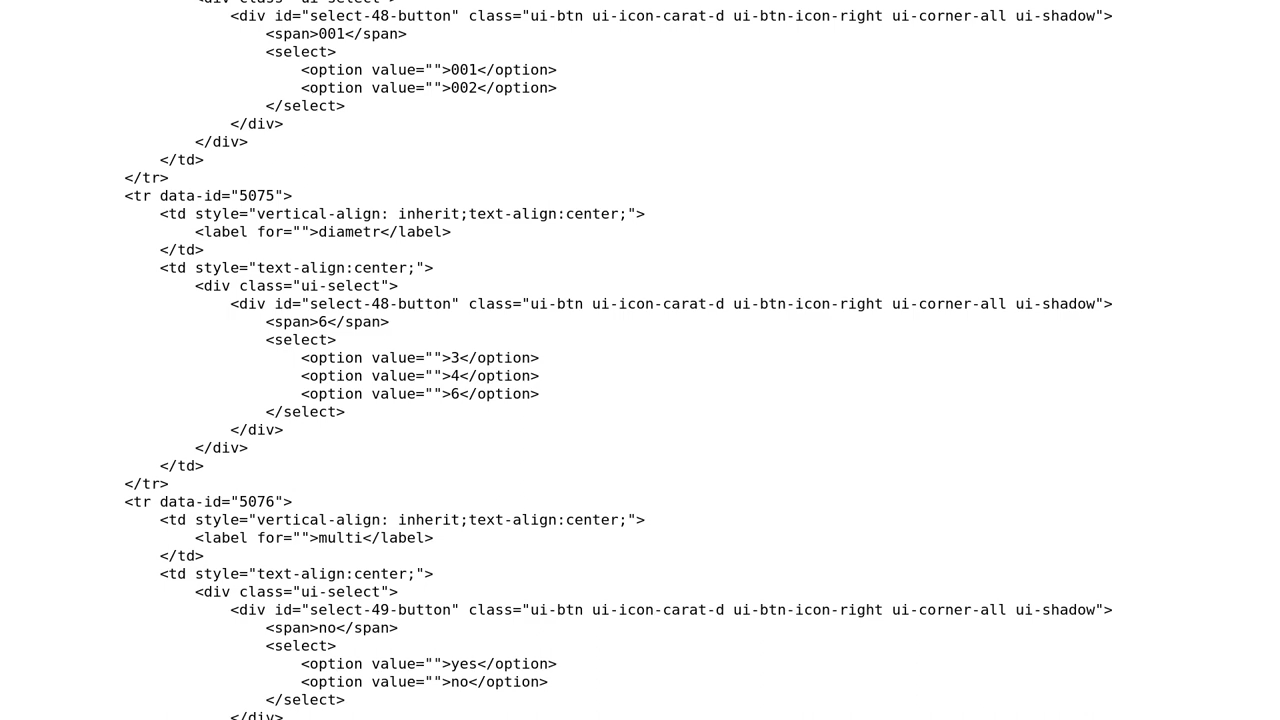 <div class="ui-select">
<div id="select-48-button" class="ui-btn ui-icon-carat-d ui-btn-icon-right ui-corner-all ui-shadow">
<span>001</span>
<select>
<option value="">001</option>
<option value="">002</option>
</select>
</div>
</div>
</td>
</tr>
<tr data-id="5075">
<td style="vertical-align: inherit;text-align:center;">
<label for="">diametr</label>
</td>
<td style="text-align:center;">
<div class="ui-select">
<div id="select-48-button" class="ui-btn ui-icon-carat-d ui-btn-icon-right ui-corner-all ui-shadow">
<span>6</span>
<select>
<option value="">3</option>
<option value="">4</option>
<option value="">6</option>
</select>
</div>
</div>
</td>
</tr>
<tr data-id="5076">
<td style="vertical-align: inherit;text-align:center;">
<label for="">multi</label>
</td>
<td style="text-align:center;">
<div class="ui-select">
<div id="select-49-button" class="ui-btn ui-icon-carat-d ui-btn-icon-right ui-corner-all ui-shadow">
<span>no</span>
<select>
<option value="">yes</option>
<option value="">no</option>
</select>
</div>